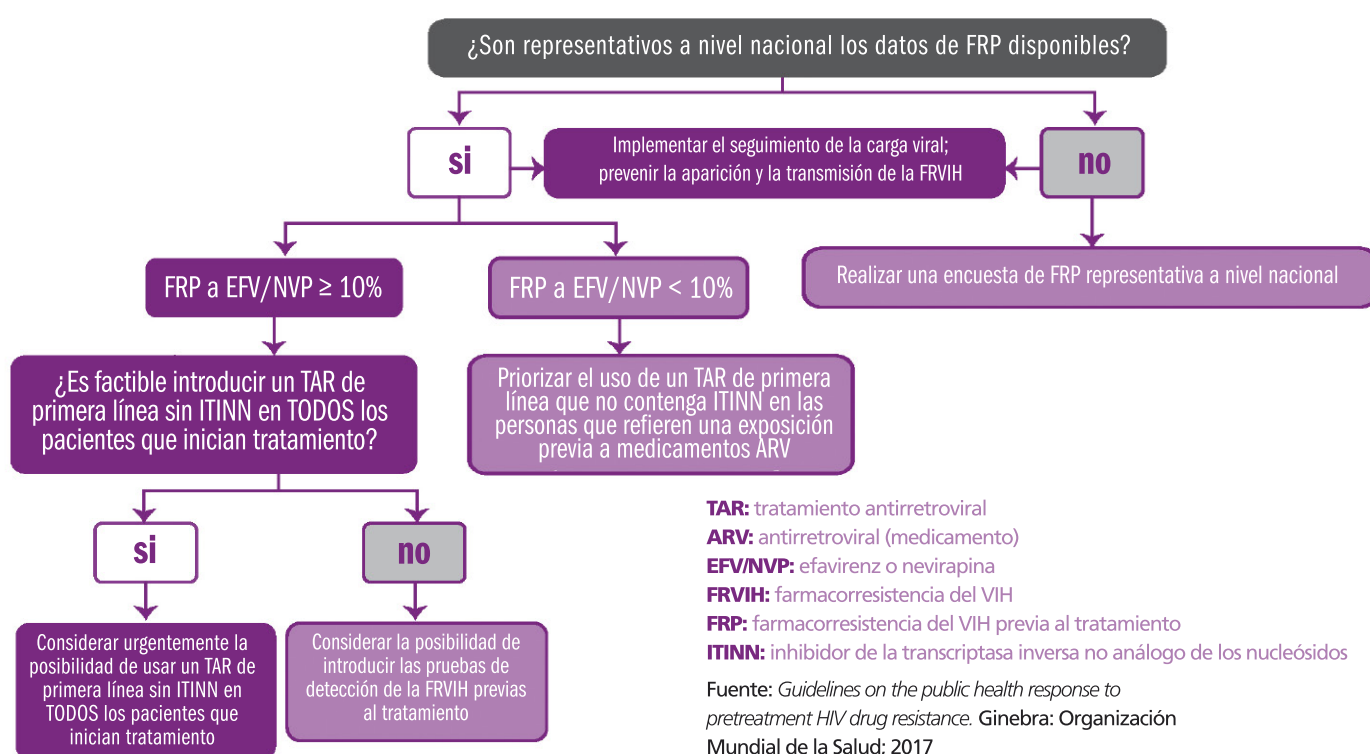 ¿Son representativos a nivel nacional los datos de FRP disponibles?
si
Implementar el seguimiento de la carga viral;
prevenir la aparición y la transmisión de la FRVIH
no
FRP a EFV/NVP ≥ 10%
FRP a EFV/NVP < 10%
Realizar una encuesta de FRP representativa a nivel nacional
¿Es factible introducir un TAR de
primera línea sin ITINN en TODOS los
pacientes que inician tratamiento?
Priorizar el uso de un TAR de primera
línea que no contenga ITINN en las
personas que refieren una exposición
previa a medicamentos ARV
si
no
Considerar urgentemente la
posibilidad de usar un TAR de
primera línea sin ITINN en
TODOS los pacientes que
inician tratamiento
Considerar la posibilidad de
introducir las pruebas de
detección de la FRVIH previas
al tratamiento
TAR: tratamiento antirretroviral
ARV: antirretroviral (medicamento)
EFV/NVP: efavirenz o nevirapina
FRVIH: farmacorresistencia del VIH
FRP: farmacorresistencia del VIH previa al tratamiento
ITINN: inhibidor de la transcriptasa inversa no análogo de los nucleósidos
Fuente: Guidelines on the public health response to
pretreatment HIV drug resistance. Ginebra: Organización
Mundial de la Salud; 2017